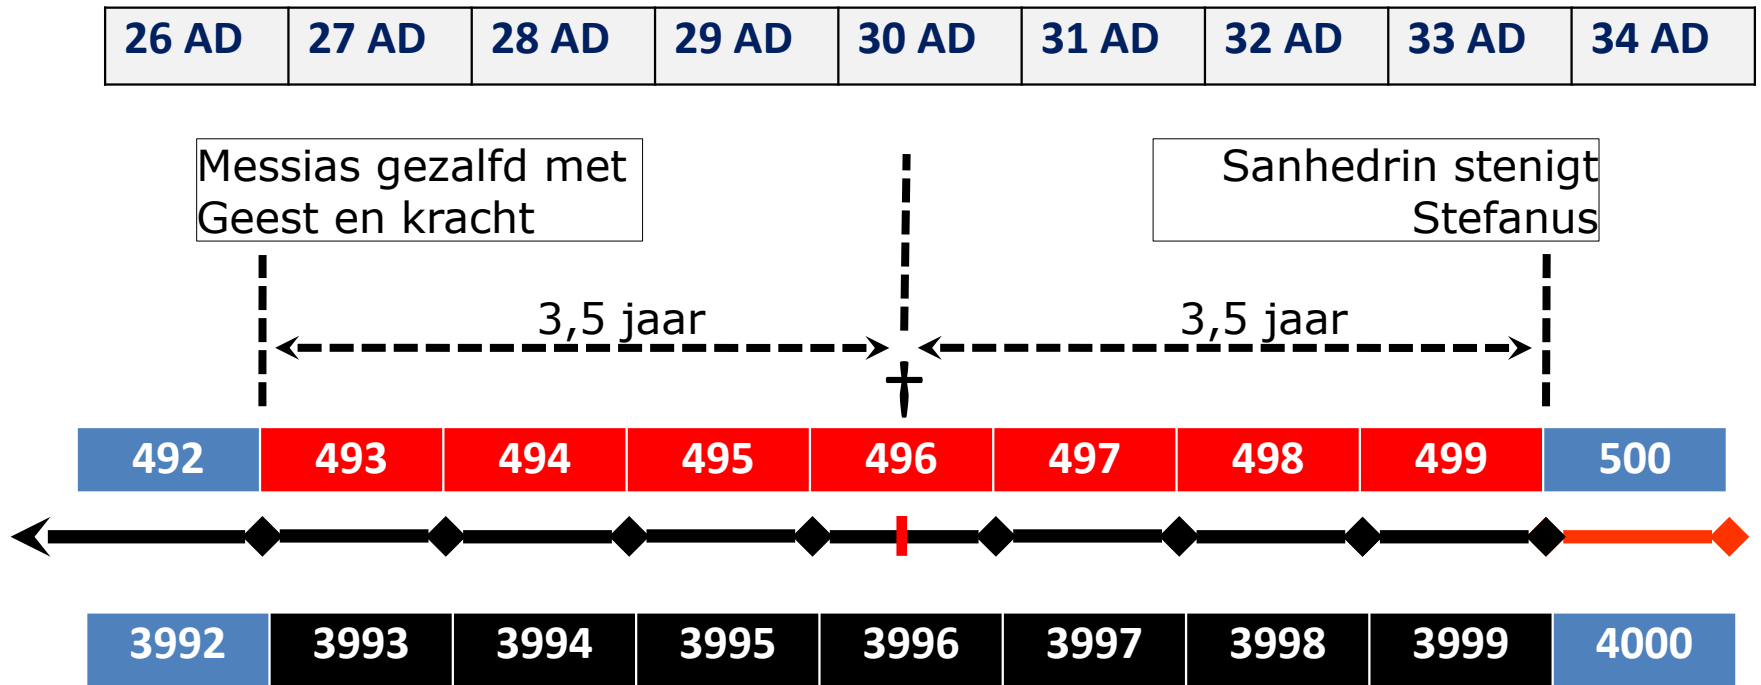 26 AD 27 AD 28 AD 29 AD 30 AD 31 AD 32 AD 33 AD 34 AD
Messias gezalfd met
Geest en kracht
Sanhedrin stenigt
Stefanus
3,5 jaar 3,5 jaar
492 493 494 495 496 497 498 499 500
3992 3993 3994 3995 3996 3997 3998 3999 4000